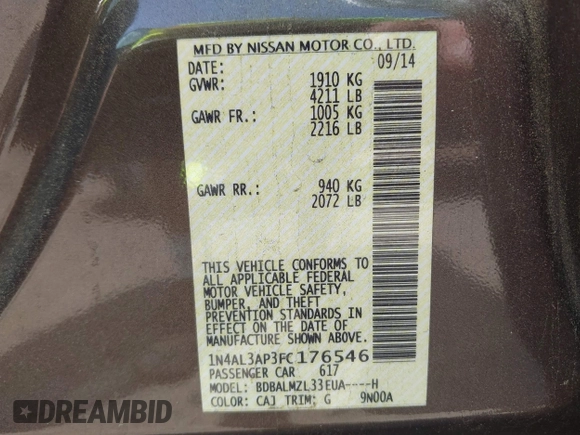 MFD BY NISSAN MOTOR CO., LTD.
DATE: 09/14
GVWR: 1910 KG
4211 LB
GAWR FR.: 1005 KG
2216 LB
GAWR RR.: 940 KG
2072 LB
THIS VEHICLE CONFORMS TO
ALL APPLICABLE FEDERAL
MOTOR VEHICLE SAFETY,
BUMPER, AND THEFT
PREVENTION STANDARDS IN
EFFECT ON THE DATE OF
MANUFACTURE SHOWN ABOVE.
1N4AL3AP3FC176546
PASSENGER CAR 617
MODEL: BDBALMZL33EUA----H
COLOR: CAJ TRIM: G 9N00A
DREAMBID